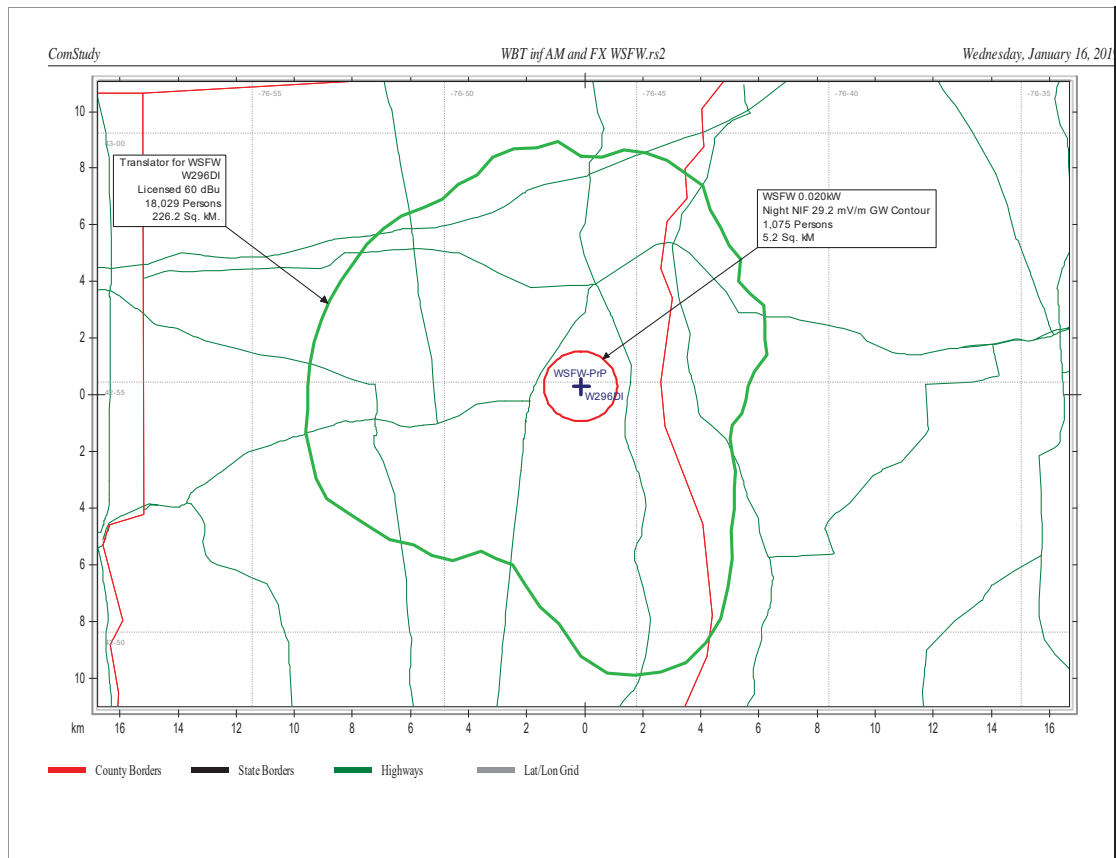 ComStudy
WBT inf AM and FX WSFW.rs2
Wednesday, January 16, 2019
-76-55
-76-50
-76-45
-76-40
-76-35
43-00
Translator for WSFW
W296DI
Licensed 60 dBu
18,029 Persons
226.2 Sq. kM.
WSFW 0.020kW
Night NIF 29.2 mV/m GW Contour
1,075 Persons
5.2 Sq. kM
WSFW-PrP
W296DI
42-55
42-50
10
8
6
4
2
0
2
4
6
8
10
km
16
14
12
10
8
6
4
2
0
2
4
6
8
10
12
14
16
County Borders
State Borders
Highways
Lat/Lon Grid